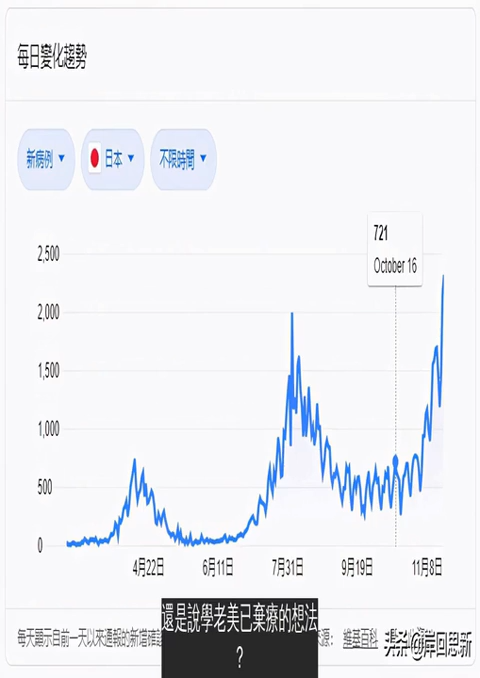 每日變化趨勢
新病例
日本
不限時間
721
October 16
2,500
2,000
1,500
1,000
500
0
4月22日
6月11日
7月31日
9月19日
11月8日
每天顯示自前一天以來通報的新增確
來源：
維基百科
還是說學老美已棄療的想法
？
头条@岸回思新